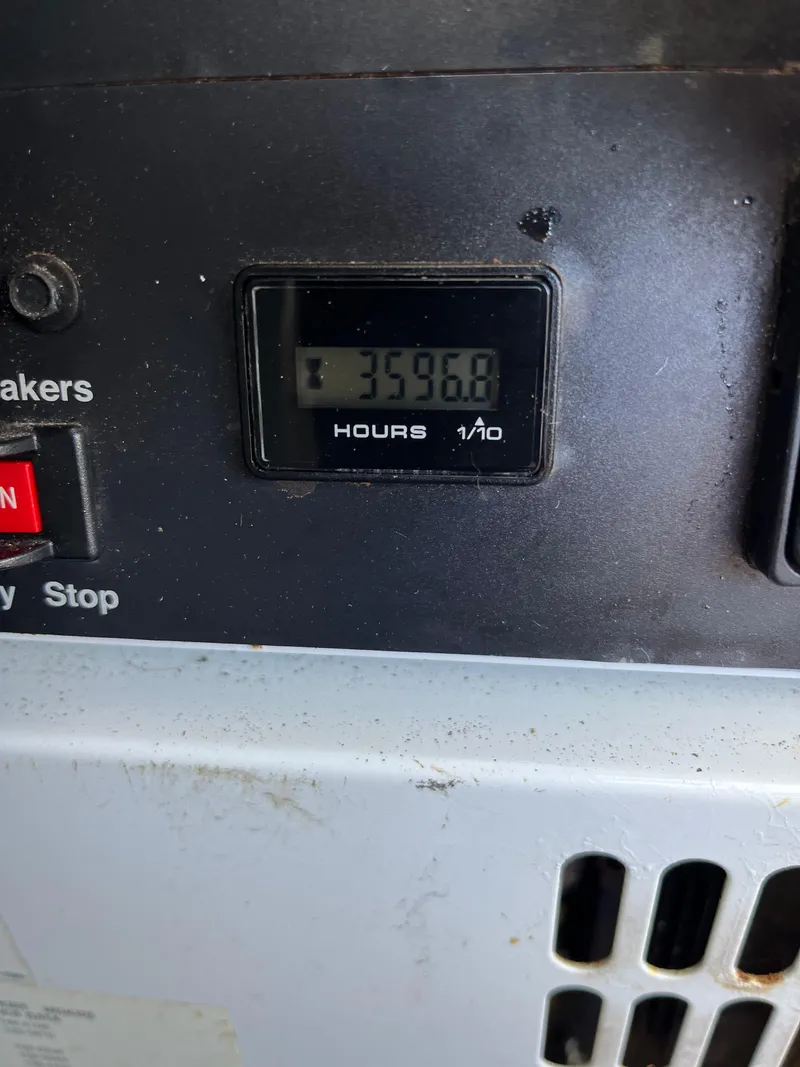 akers
3596.8
HOURS 1/10
N
y Stop